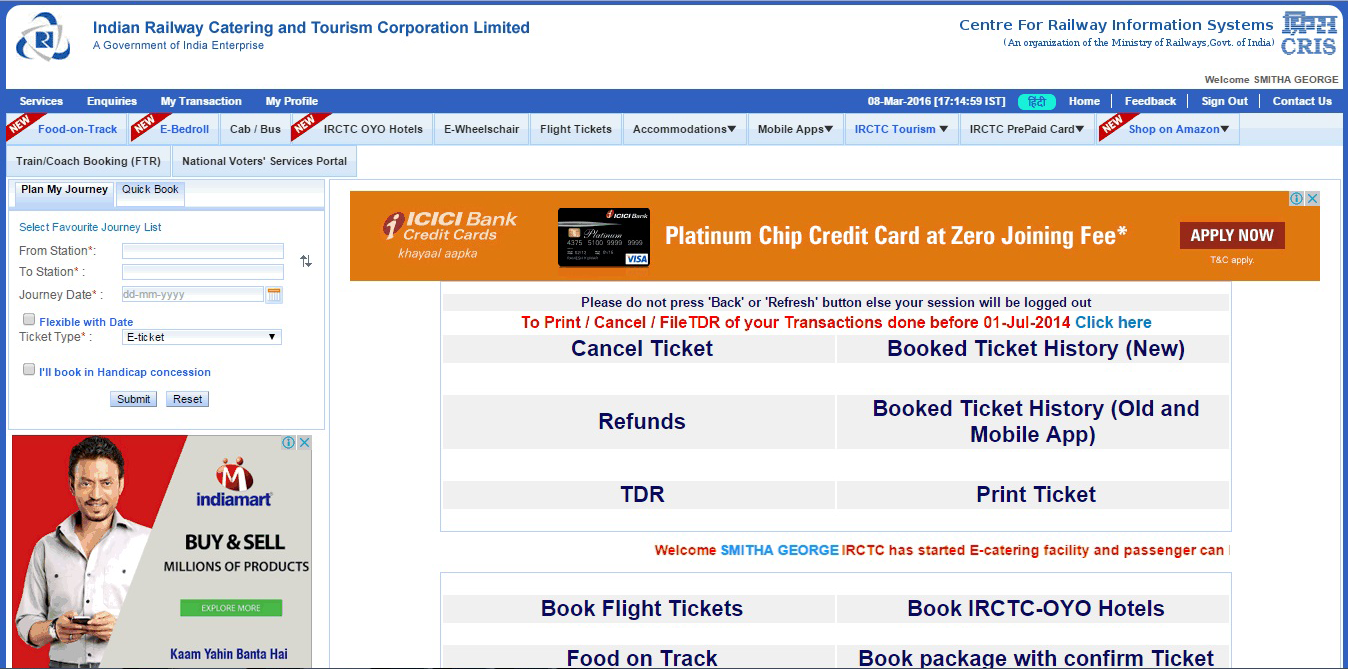 Indian Railway Catering and Tourism Corporation Limited
A Government of India Enterprise
Centre For Railway Information Systems
(An organization of the Ministry of Railways,Govt. of India)
CRIS
Welcome SMITHA GEORGE
Services Enquiries My Transaction My Profile
08-Mar-2016 [17:14:59 IST] हिंदी Home Feedback Sign Out Contact Us
NEW Food-on-Track NEW E-Bedroll Cab / Bus NEW IRCTC OYO Hotels E-Wheelschair Flight Tickets Accommodations▼ Mobile Apps▼ IRCTC Tourism ▼ IRCTC PrePaid Card▼ NEW Shop on Amazon▼
Train/Coach Booking (FTR) National Voters' Services Portal
Plan My Journey Quick Book
Select Favourite Journey List
From Station*:
To Station* :
Journey Date* : dd-mm-yyyy
Flexible with Date
Ticket Type* : E-ticket ▼
I'll book in Handicap concession
Submit Reset
indiamart
BUY & SELL
MILLIONS OF PRODUCTS
EXPLORE MORE
Kaam Yahin Banta Hai
ICICI Bank
Credit Cards
khayaal aapka
ICICI Bank
Platinum
4375 5100 9999 9999
VISA
Platinum Chip Credit Card at Zero Joining Fee*
APPLY NOW
T&C apply.
Please do not press 'Back' or 'Refresh' button else your session will be logged out
To Print / Cancel / FileTDR of your Transactions done before 01-Jul-2014 Click here
Cancel Ticket Booked Ticket History (New)
Refunds Booked Ticket History (Old and
Mobile App)
TDR Print Ticket
Welcome SMITHA GEORGE IRCTC has started E-catering facility and passenger can
Book Flight Tickets Book IRCTC-OYO Hotels
Food on Track Book package with confirm Ticket